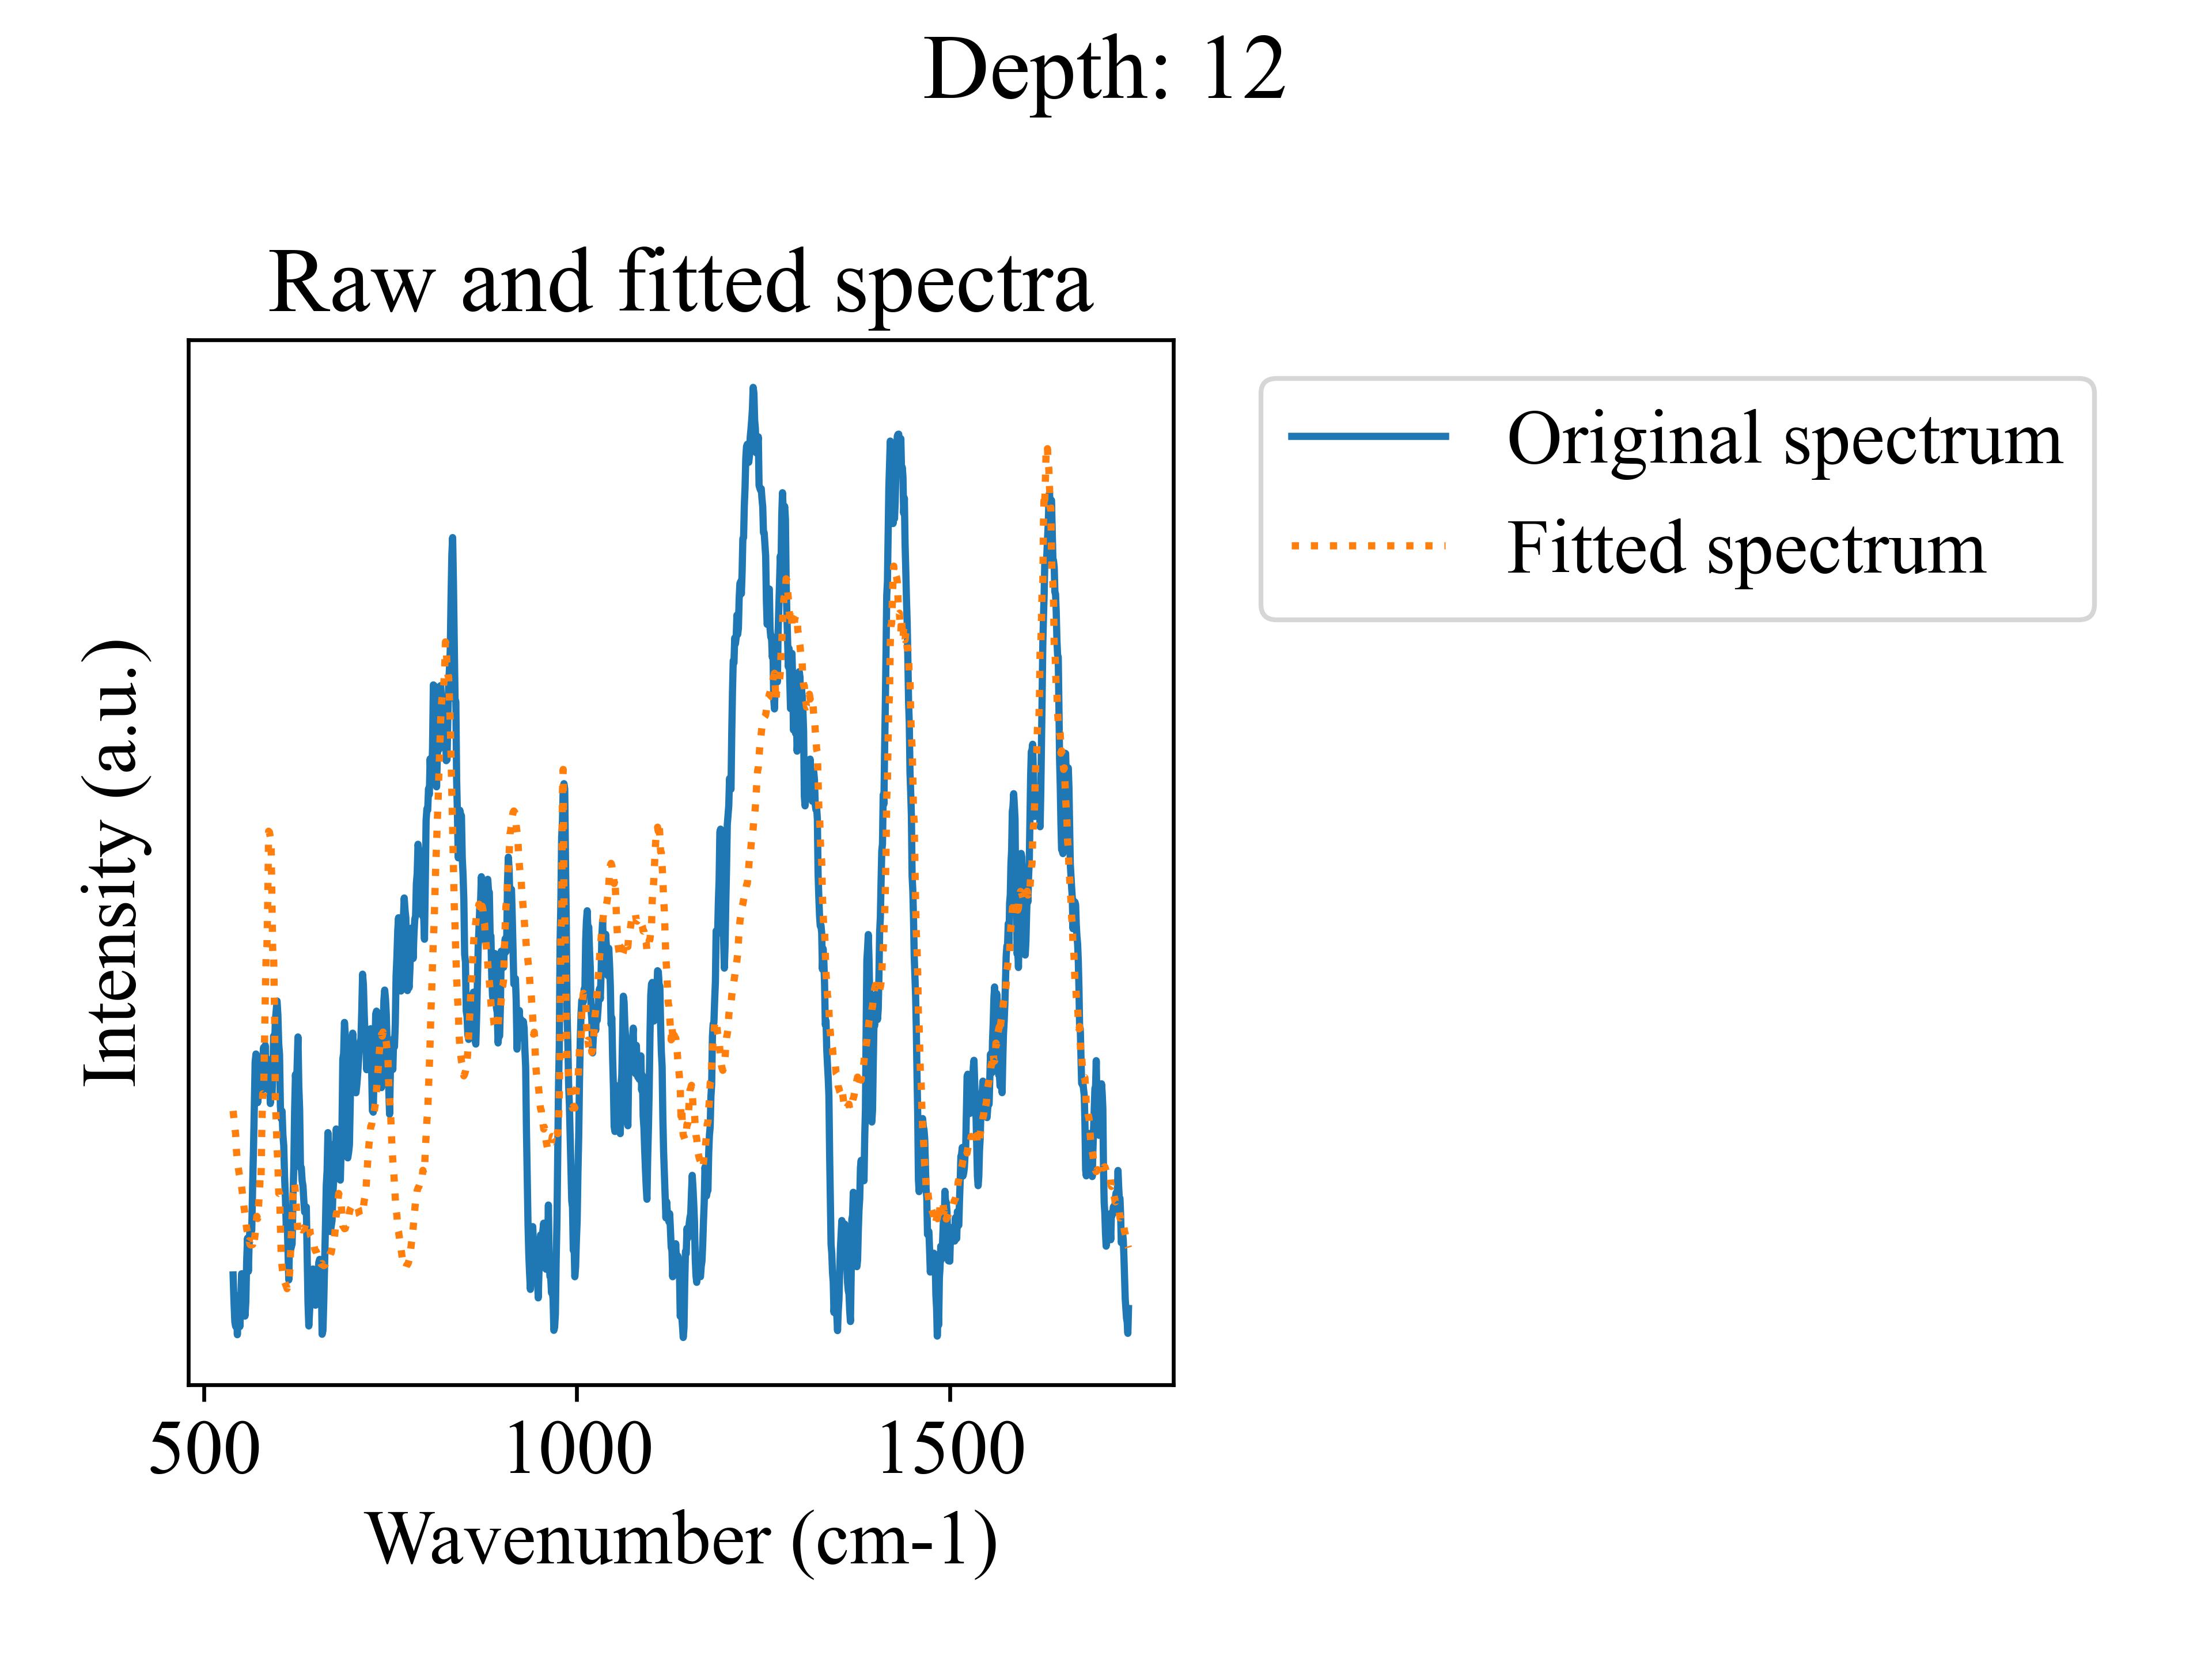 Depth: 12
Raw and fitted spectra
Original spectrum
Fitted spectrum
Intensity (a.u.)
500 1000 1500
Wavenumber (cm-1)